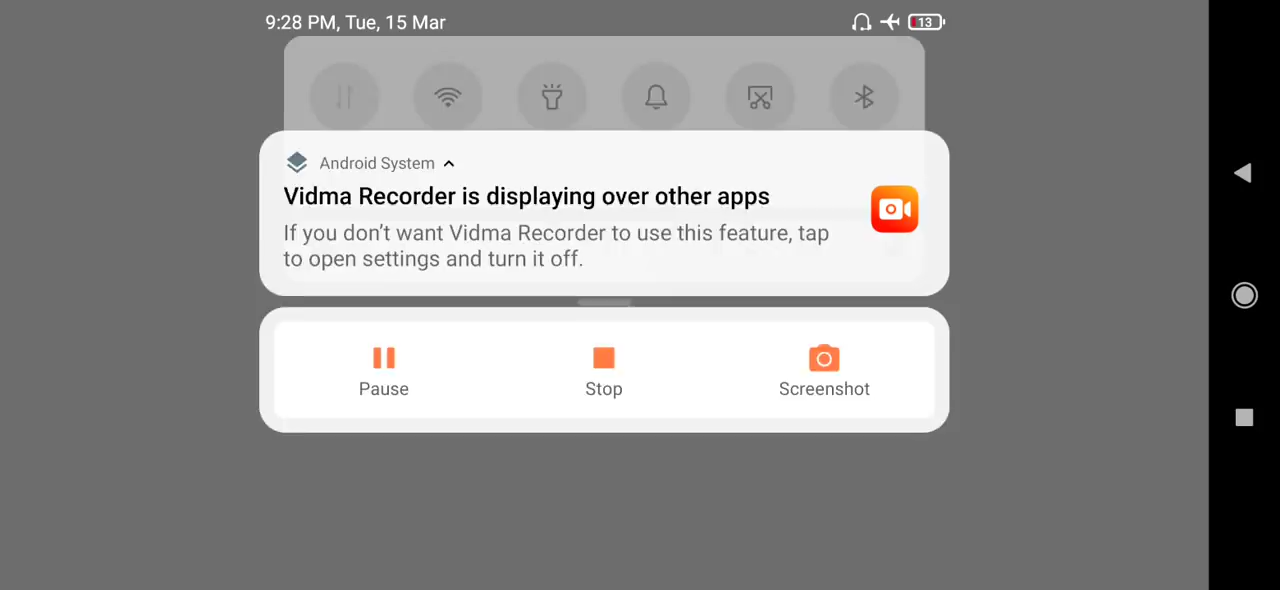 9:28 PM, Tue, 15 Mar
13
Android System
Vidma Recorder is displaying over other apps
If you don’t want Vidma Recorder to use this feature, tap
to open settings and turn it off.
Pause
Stop
Screenshot